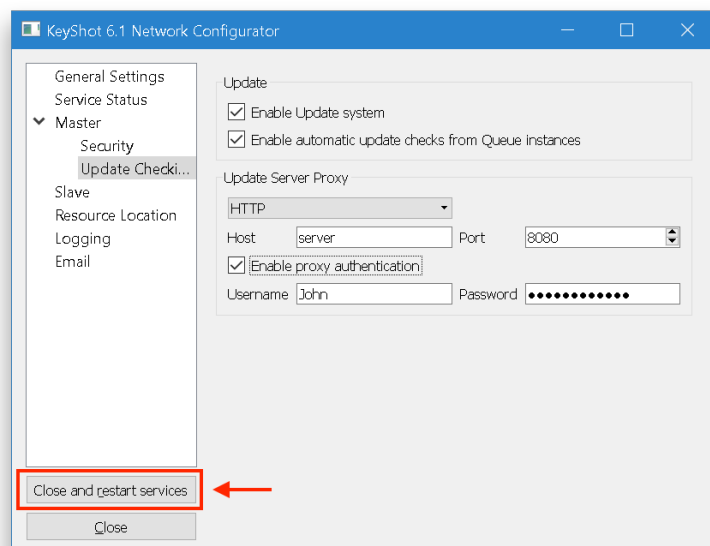 KeyShot 6.1 Network Configurator
General Settings
Service Status
Master
Security
Update Checki...
Slave
Resource Location
Logging
Email
Update
Enable Update system
Enable automatic update checks from Queue instances
Update Server Proxy
HTTP
Host server Port 8080
Enable proxy authentication
Username John Password ●●●●●●●●●●●●
Close and restart services
Close